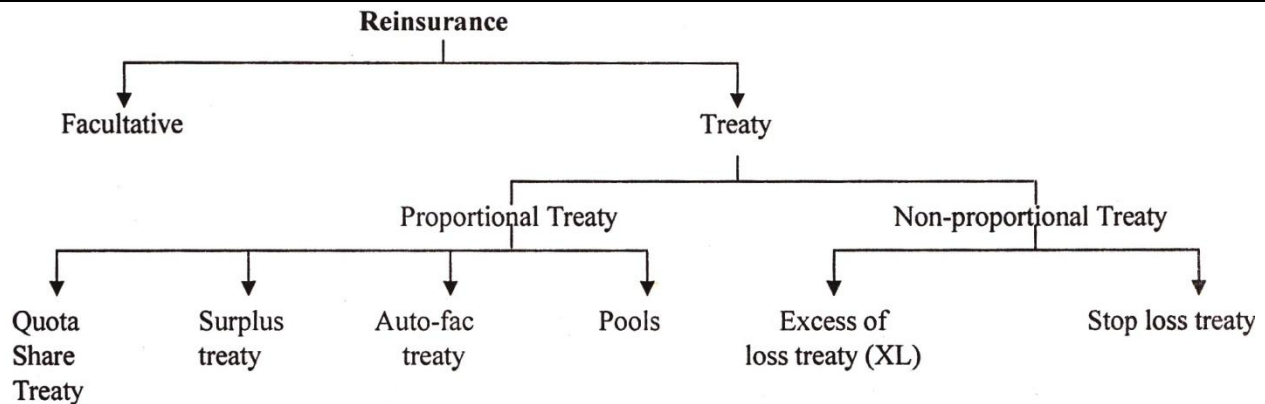 Reinsurance
Facultative
Treaty
Proportional Treaty
Non-proportional Treaty
Quota
Share
Treaty
Surplus
treaty
Auto-fac
treaty
Pools
Excess of
loss treaty (XL)
Stop loss treaty